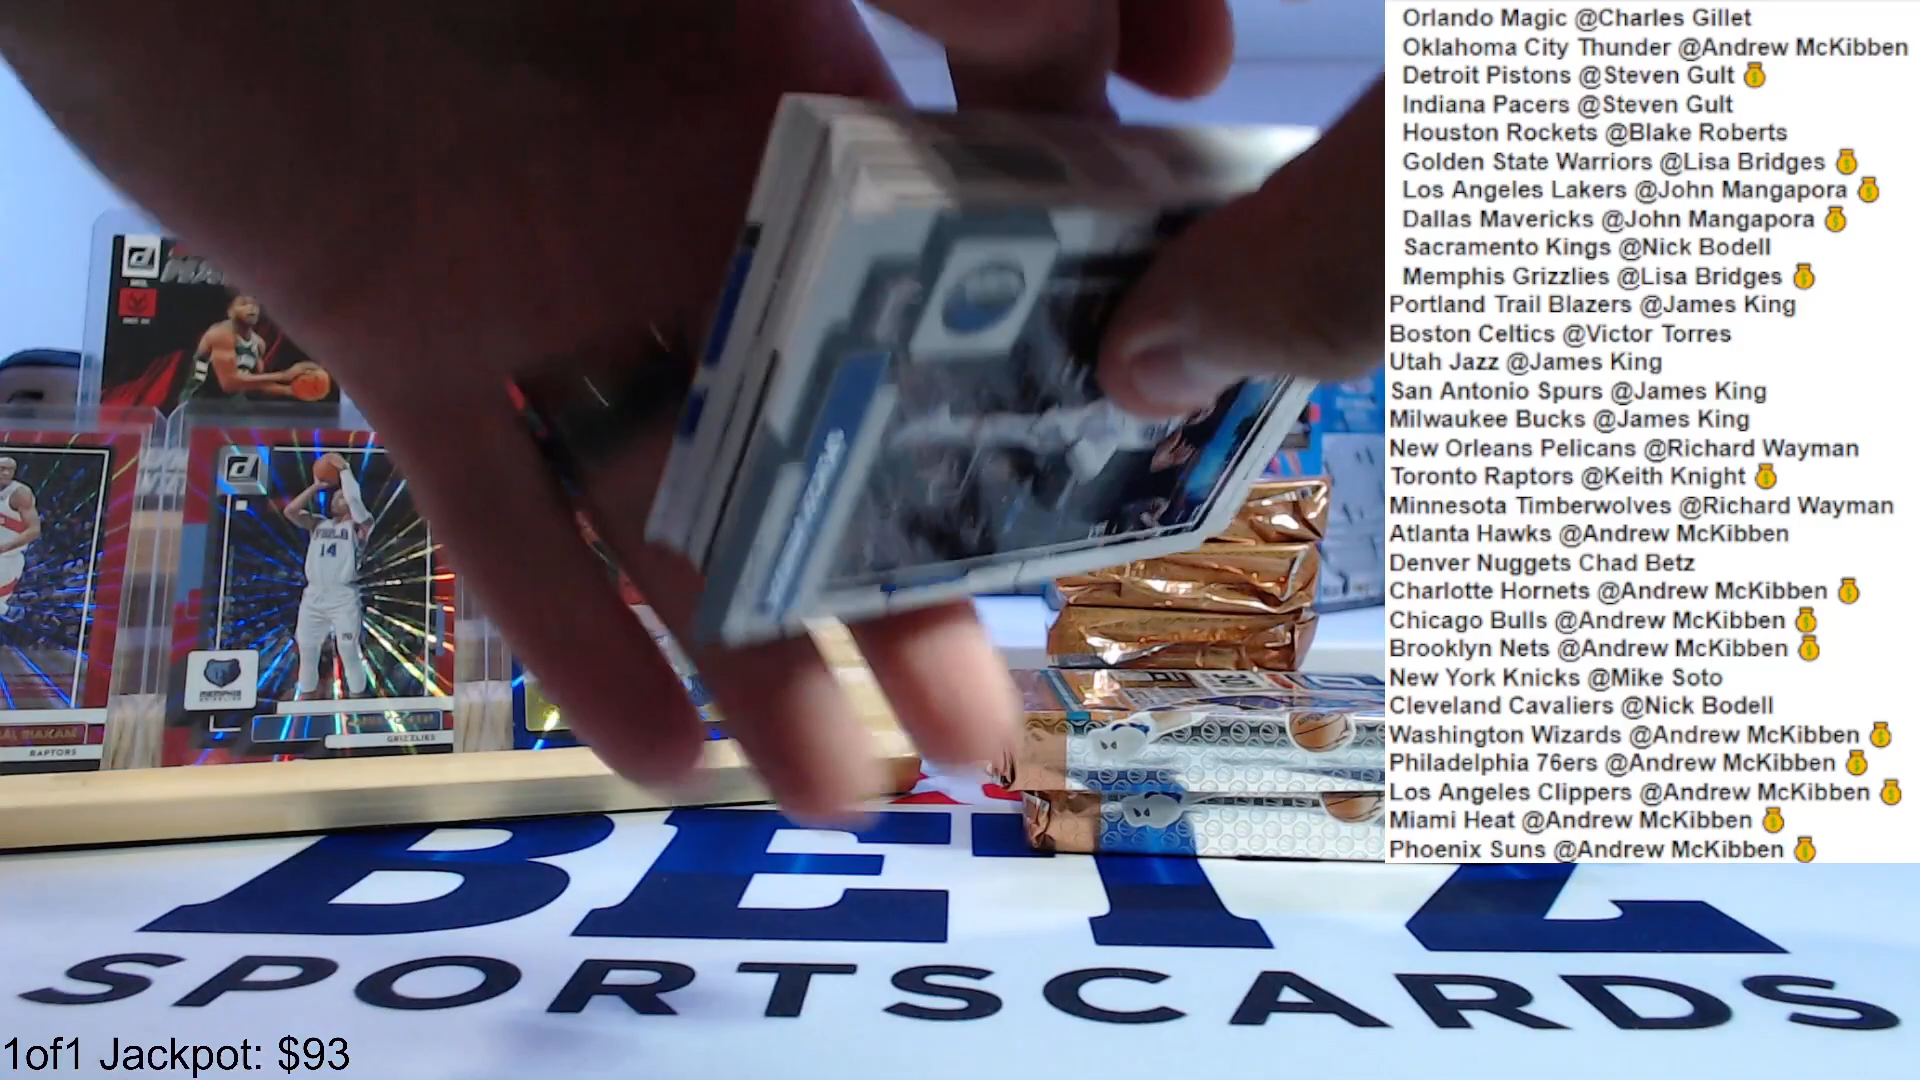 Orlando Magic @Charles Gillet
Oklahoma City Thunder @Andrew McKibben
Detroit Pistons @Steven Gult
Indiana Pacers @Steven Gult
Houston Rockets @Blake Roberts
Golden State Warriors @Lisa Bridges
Los Angeles Lakers @John Mangapora
Dallas Mavericks @John Mangapora
Sacramento Kings @Nick Bodell
Memphis Grizzlies @Lisa Bridges
Portland Trail Blazers @James King
Boston Celtics @Victor Torres
Utah Jazz @James King
San Antonio Spurs @James King
Milwaukee Bucks @James King
New Orleans Pelicans @Richard Wayman
Toronto Raptors @Keith Knight
Minnesota Timberwolves @Richard Wayman
Atlanta Hawks @Andrew McKibben
Denver Nuggets Chad Betz
Charlotte Hornets @Andrew McKibben
Chicago Bulls @Andrew McKibben
Brooklyn Nets @Andrew McKibben
New York Knicks @Mike Soto
Cleveland Cavaliers @Nick Bodell
Washington Wizards @Andrew McKibben
Philadelphia 76ers @Andrew McKibben
Los Angeles Clippers @Andrew McKibben
Miami Heat @Andrew McKibben
Phoenix Suns @Andrew McKibben
14
MEMPHIS
GRIZZLIES
RAPTORS
BETZ
SPORTSCARDS
1of1 Jackpot: $93